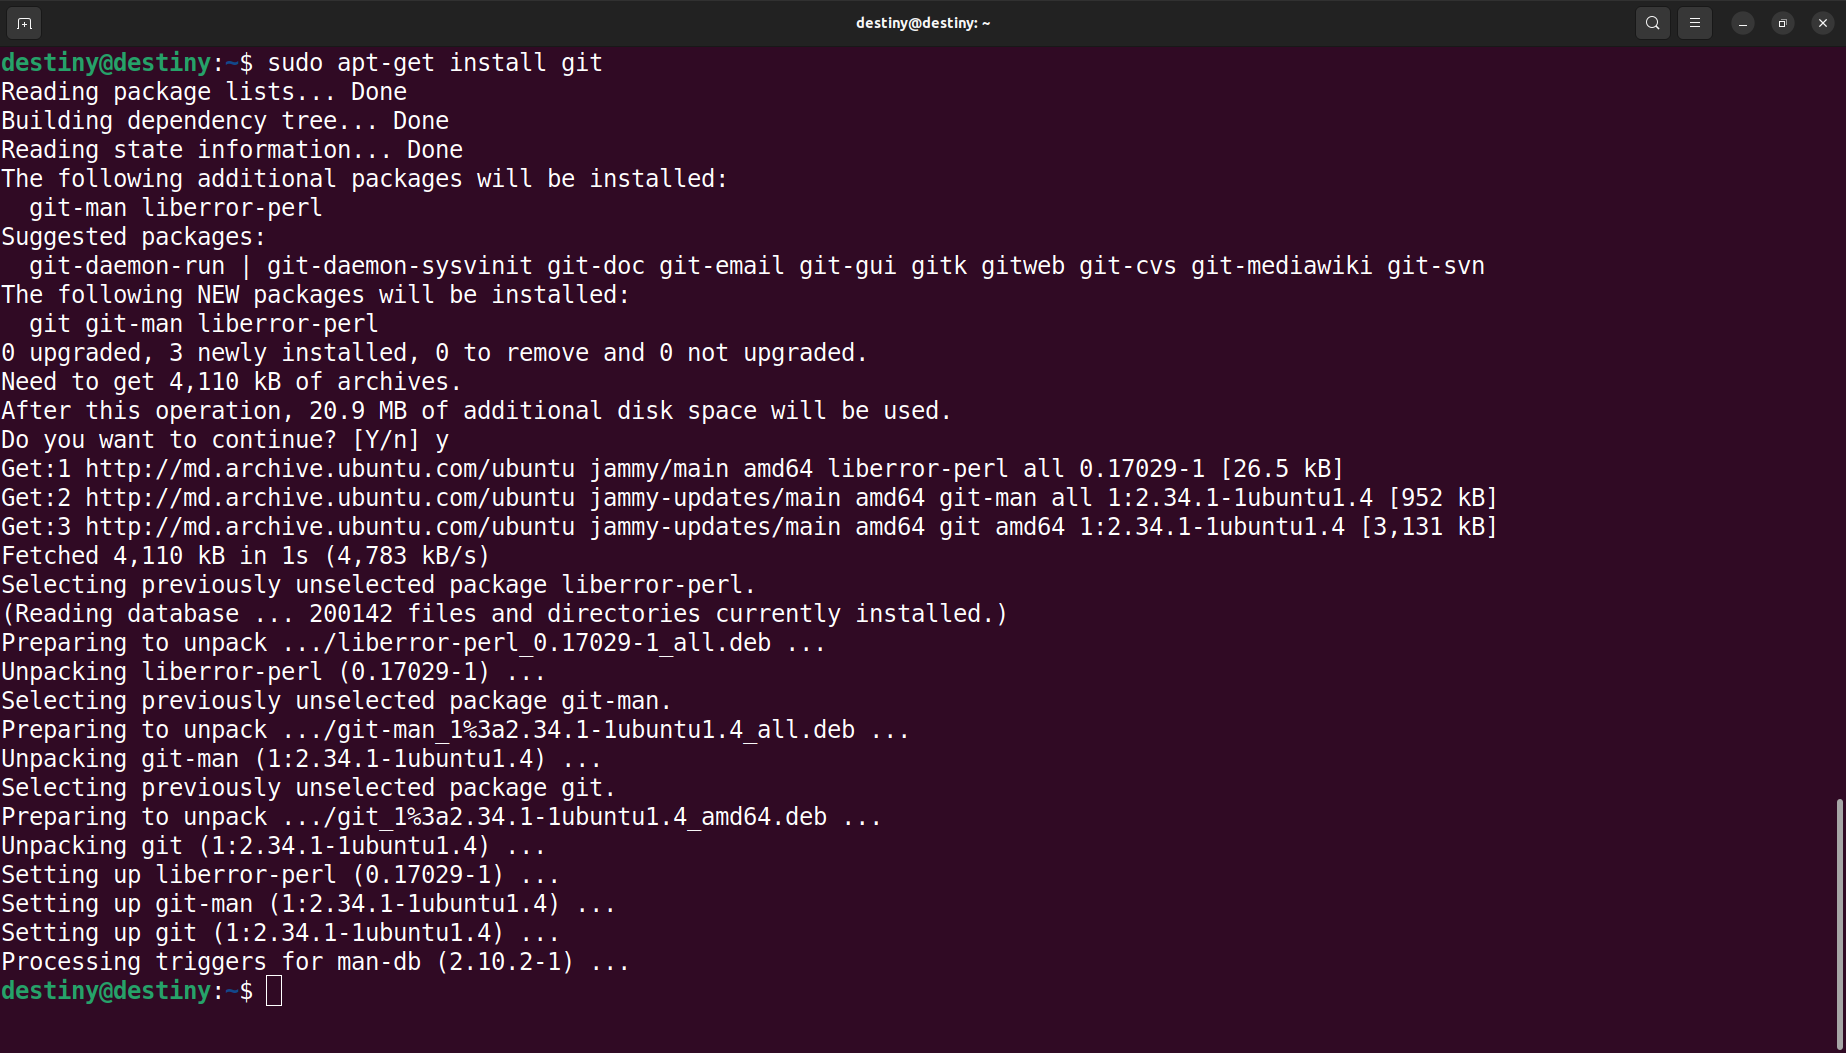 destiny@destiny: ~
destiny@destiny:~$ sudo apt-get install git
Reading package lists... Done
Building dependency tree... Done
Reading state information... Done
The following additional packages will be installed:
  git-man liberror-perl
Suggested packages:
  git-daemon-run | git-daemon-sysvinit git-doc git-email git-gui gitk gitweb git-cvs git-mediawiki git-svn
The following NEW packages will be installed:
  git git-man liberror-perl
0 upgraded, 3 newly installed, 0 to remove and 0 not upgraded.
Need to get 4,110 kB of archives.
After this operation, 20.9 MB of additional disk space will be used.
Do you want to continue? [Y/n] y
Get:1 http://md.archive.ubuntu.com/ubuntu jammy/main amd64 liberror-perl all 0.17029-1 [26.5 kB]
Get:2 http://md.archive.ubuntu.com/ubuntu jammy-updates/main amd64 git-man all 1:2.34.1-1ubuntu1.4 [952 kB]
Get:3 http://md.archive.ubuntu.com/ubuntu jammy-updates/main amd64 git amd64 1:2.34.1-1ubuntu1.4 [3,131 kB]
Fetched 4,110 kB in 1s (4,783 kB/s)
Selecting previously unselected package liberror-perl.
(Reading database ... 200142 files and directories currently installed.)
Preparing to unpack .../liberror-perl_0.17029-1_all.deb ...
Unpacking liberror-perl (0.17029-1) ...
Selecting previously unselected package git-man.
Preparing to unpack .../git-man_1%3a2.34.1-1ubuntu1.4_all.deb ...
Unpacking git-man (1:2.34.1-1ubuntu1.4) ...
Selecting previously unselected package git.
Preparing to unpack .../git_1%3a2.34.1-1ubuntu1.4_amd64.deb ...
Unpacking git (1:2.34.1-1ubuntu1.4) ...
Setting up liberror-perl (0.17029-1) ...
Setting up git-man (1:2.34.1-1ubuntu1.4) ...
Setting up git (1:2.34.1-1ubuntu1.4) ...
Processing triggers for man-db (2.10.2-1) ...
destiny@destiny:~$